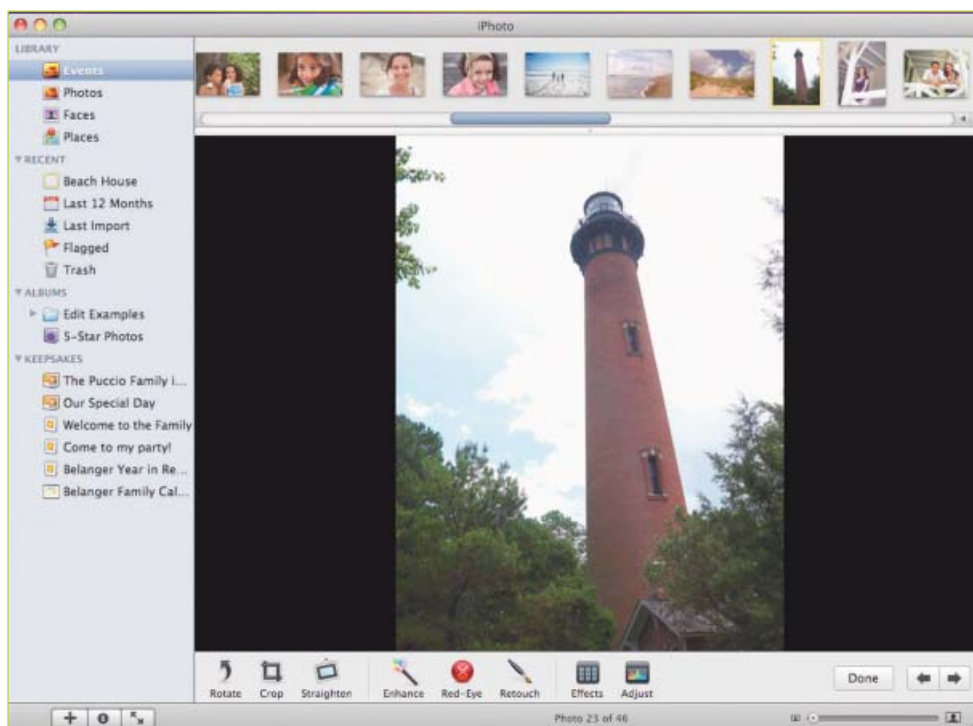 iPhoto
LIBRARY
Events
Photos
Faces
Places
RECENT
Beach House
Last 12 Months
Last Import
Flagged
Trash
ALBUMS
Edit Examples
5-Star Photos
KEEPSAKES
The Puccio Family i...
Our Special Day
Welcome to the Family
Come to my party!
Belanger Year in Re...
Belanger Family Cal...
Rotate Crop Straighten Enhance Red-Eye Retouch Effects Adjust Done
Photo 23 of 46